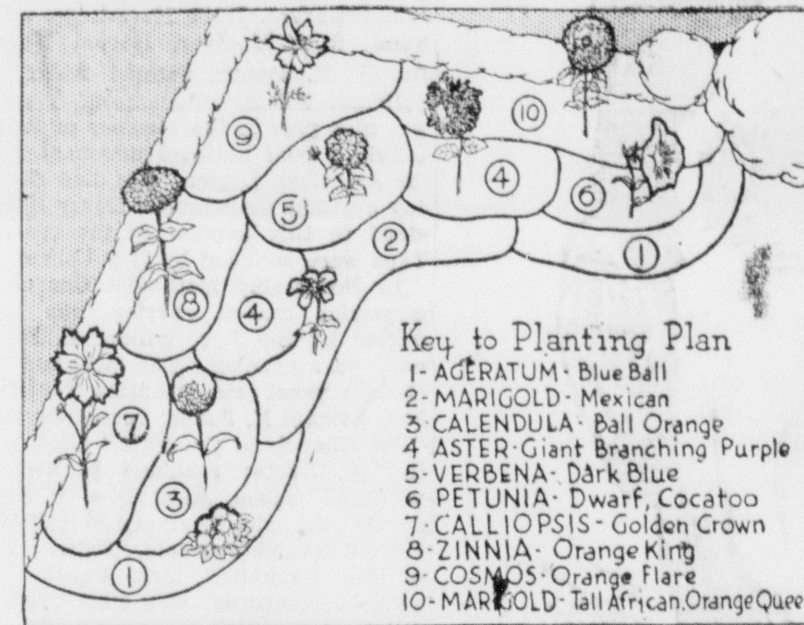 9
10
5
4
6
2
1
8
4
7
3
1
Key to Planting Plan
1- AGERATUM - Blue Ball
2- MARIGOLD - Mexican
3- CALENDULA - Ball Orange
4 ASTER - Giant Branching Purple
5- VERBENA - Dark Blue
6 PETUNIA - Dwarf, Cocatoo
7- CALLIOPSIS - Golden Crown
8- ZINNIA - Orange King
9- COSMOS - Orange Flare
10- MARIGOLD - Tall African, Orange Quee